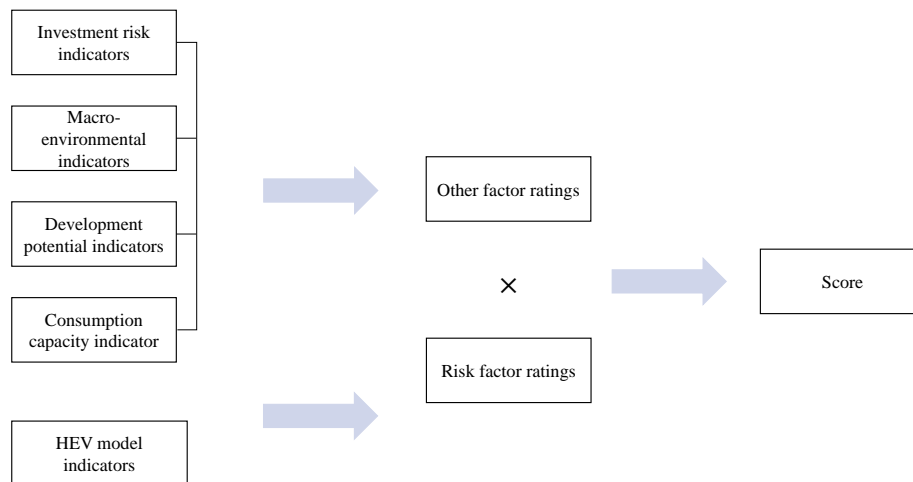 Investment risk
indicators
Macro-
environmental
indicators
Development
potential indicators
Consumption
capacity indicator
HEV model
indicators
Other factor ratings
×
Risk factor ratings
Score